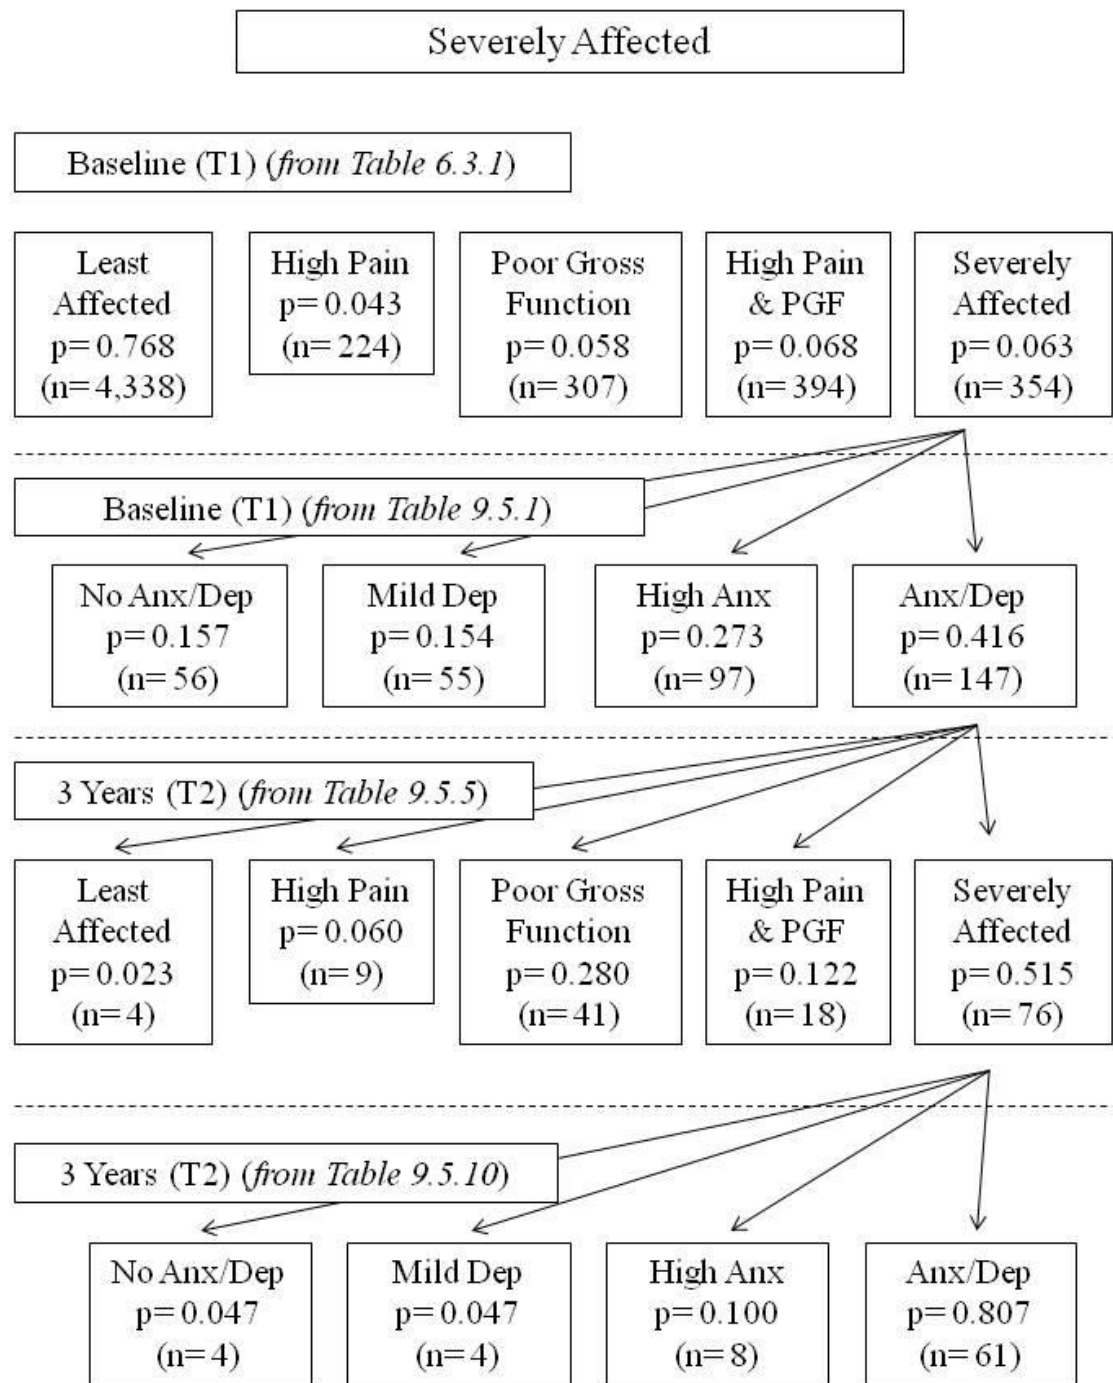 Severely Affected
Baseline (T1) (from Table 6.3.1)
Least
Affected
p= 0.768
(n= 4,338)
High Pain
p= 0.043
(n= 224)
Poor Gross
Function
p= 0.058
(n= 307)
High Pain
& PGF
p= 0.068
(n= 394)
Severely
Affected
p= 0.063
(n= 354)
Baseline (T1) (from Table 9.5.1)
No Anx/Dep
p= 0.157
(n= 56)
Mild Dep
p= 0.154
(n= 55)
High Anx
p= 0.273
(n= 97)
Anx/Dep
p= 0.416
(n= 147)
3 Years (T2) (from Table 9.5.5)
Least
Affected
p= 0.023
(n= 4)
High Pain
p= 0.060
(n= 9)
Poor Gross
Function
p= 0.280
(n= 41)
High Pain
& PGF
p= 0.122
(n= 18)
Severely
Affected
p= 0.515
(n= 76)
3 Years (T2) (from Table 9.5.10)
No Anx/Dep
p= 0.047
(n= 4)
Mild Dep
p= 0.047
(n= 4)
High Anx
p= 0.100
(n= 8)
Anx/Dep
p= 0.807
(n= 61)